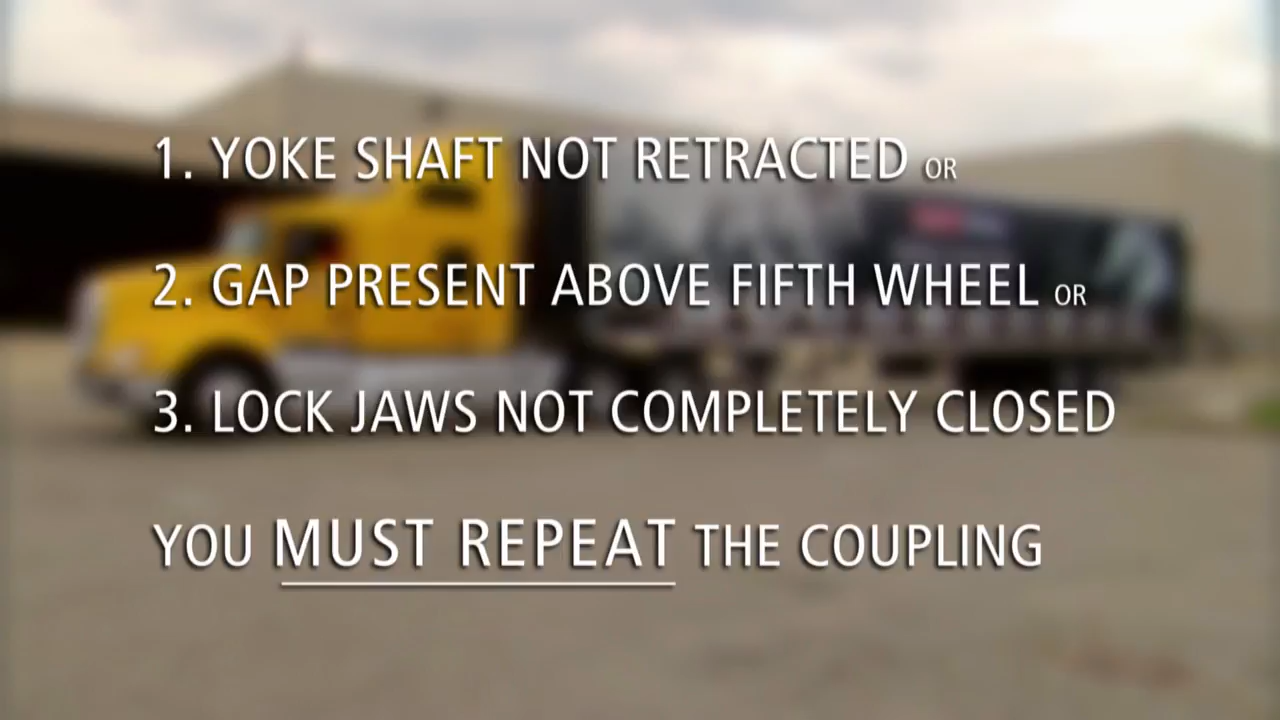 1. YOKE SHAFT NOT RETRACTED OR
2. GAP PRESENT ABOVE FIFTH WHEEL OR
3. LOCK JAWS NOT COMPLETELY CLOSED
YOU MUST REPEAT THE COUPLING